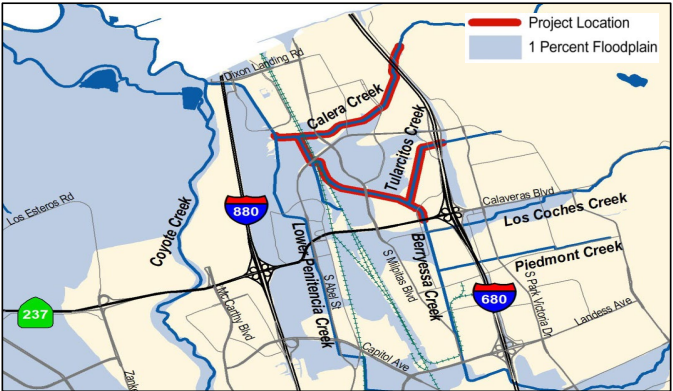 Project Location
1 Percent Floodplain
Dixon Landing Rd
Calera Creek
Tularcitos Creek
Los Esteros Rd
Coyote Creek
880
Calaveras Blvd
Los Coches Creek
Piedmont Creek
Lower Penitencia Creek
S Abel St
S Milpitas Blvd
Berryessa Creek
S Park Victoria Dr
237
McCarthy Blvd
680
Landess Ave
Capitol Ave
Zank